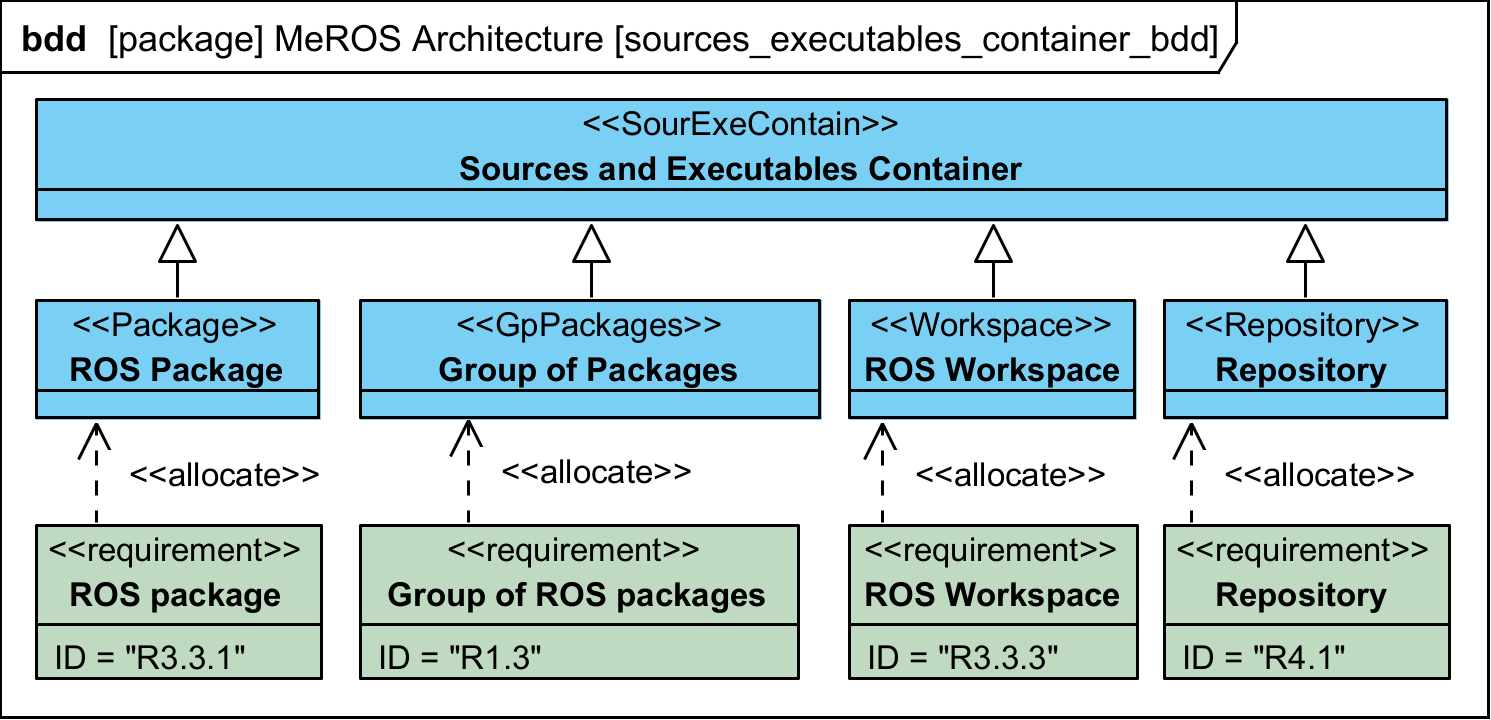 bdd [package] MeROS Architecture [sources_executables_container_bdd]
<<SourExeContain>>
Sources and Executables Container
<<Package>>
ROS Package
<<GpPackages>>
Group of Packages
<<Workspace>>
ROS Workspace
<<Repository>>
Repository
<<allocate>>
<<allocate>>
<<allocate>>
<<allocate>>
<<requirement>>
ROS package
ID = "R3.3.1"
<<requirement>>
Group of ROS packages
ID = "R1.3"
<<requirement>>
ROS Workspace
ID = "R3.3.3"
<<requirement>>
Repository
ID = "R4.1"